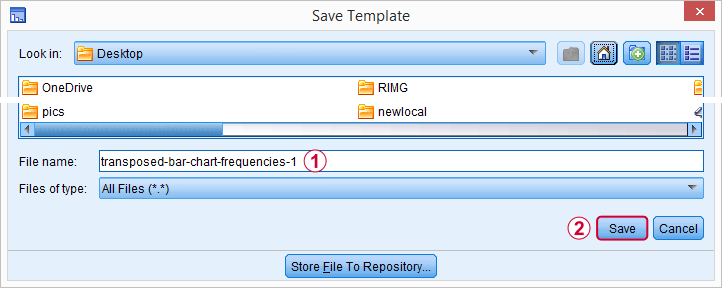 Save Template
Look in: Desktop
OneDrive RIMG
pics newlocal
File name: transposed-bar-chart-frequencies-1 1
Files of type: All Files (*.*)
2 Save Cancel
Store File To Repository...